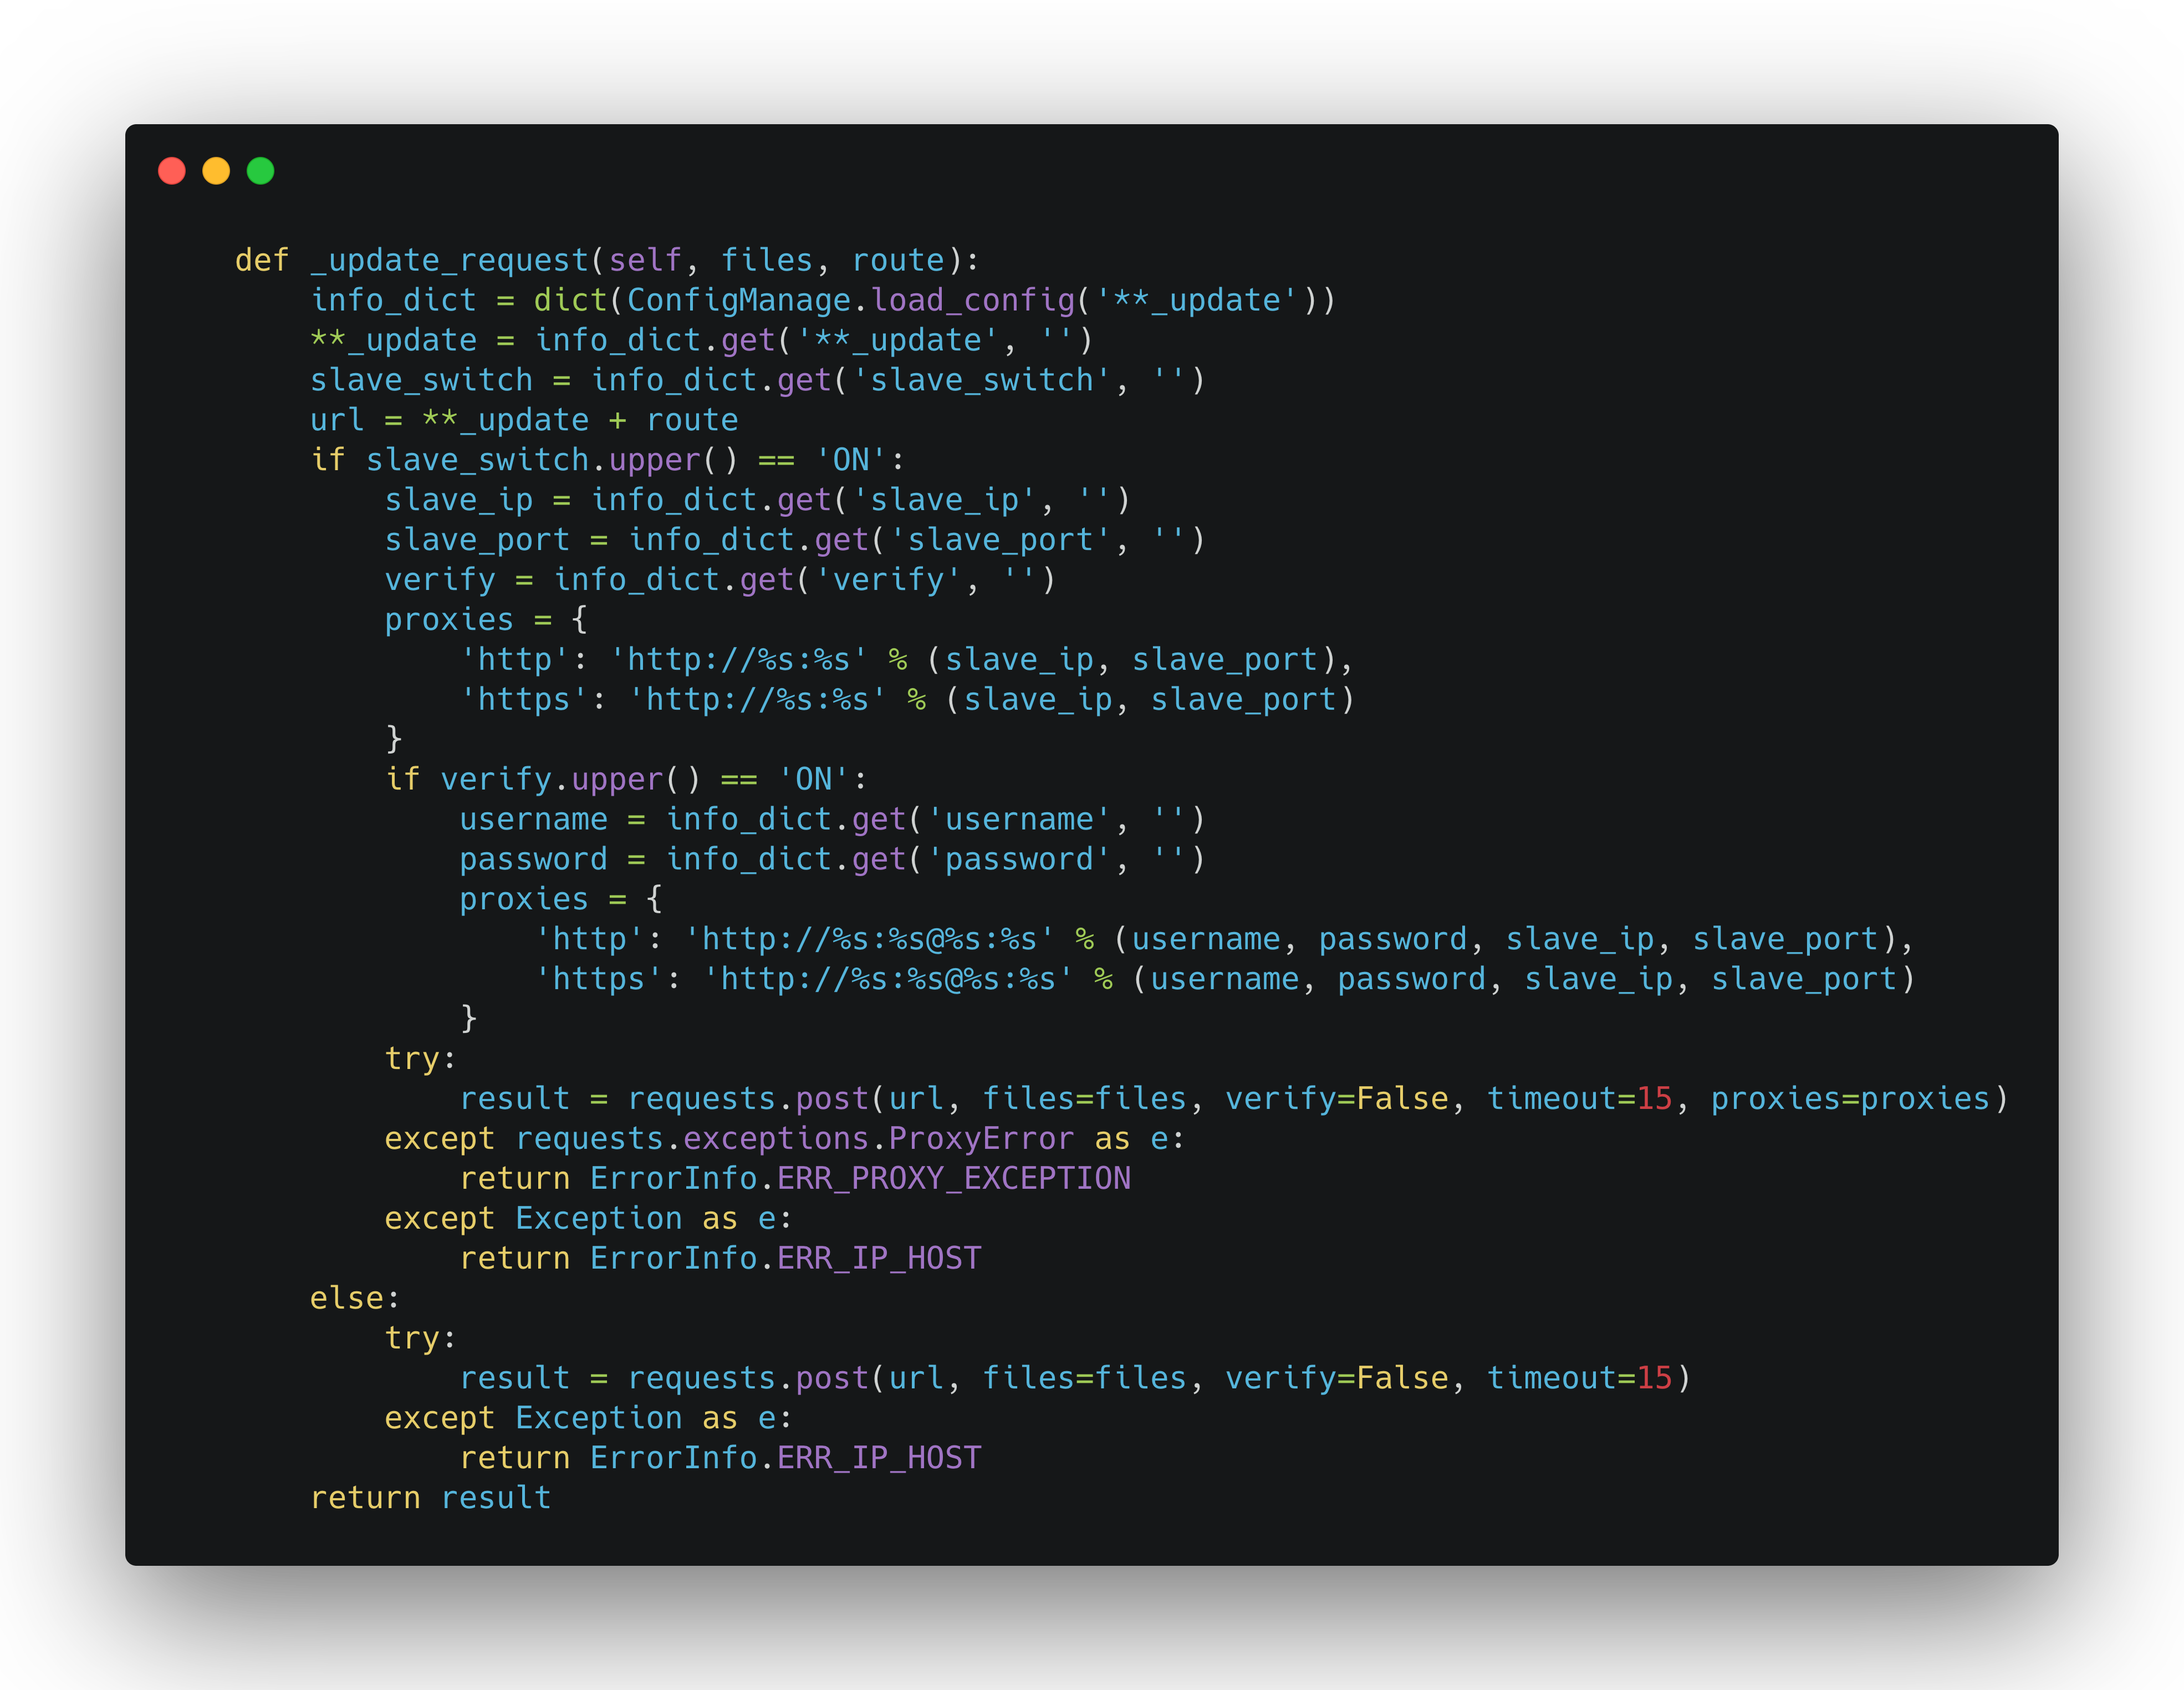 def _update_request(self, files, route):
    info_dict = dict(ConfigManage.load_config('**_update'))
    **_update = info_dict.get('**_update', '')
    slave_switch = info_dict.get('slave_switch', '')
    url = **_update + route
    if slave_switch.upper() == 'ON':
        slave_ip = info_dict.get('slave_ip', '')
        slave_port = info_dict.get('slave_port', '')
        verify = info_dict.get('verify', '')
        proxies = {
            'http': 'http://%s:%s' % (slave_ip, slave_port),
            'https': 'http://%s:%s' % (slave_ip, slave_port)
        }
        if verify.upper() == 'ON':
            username = info_dict.get('username', '')
            password = info_dict.get('password', '')
            proxies = {
                'http': 'http://%s:%s@%s:%s' % (username, password, slave_ip, slave_port),
                'https': 'http://%s:%s@%s:%s' % (username, password, slave_ip, slave_port)
            }
        try:
            result = requests.post(url, files=files, verify=False, timeout=15, proxies=proxies)
        except requests.exceptions.ProxyError as e:
            return ErrorInfo.ERR_PROXY_EXCEPTION
        except Exception as e:
            return ErrorInfo.ERR_IP_HOST
    else:
        try:
            result = requests.post(url, files=files, verify=False, timeout=15)
        except Exception as e:
            return ErrorInfo.ERR_IP_HOST
    return result